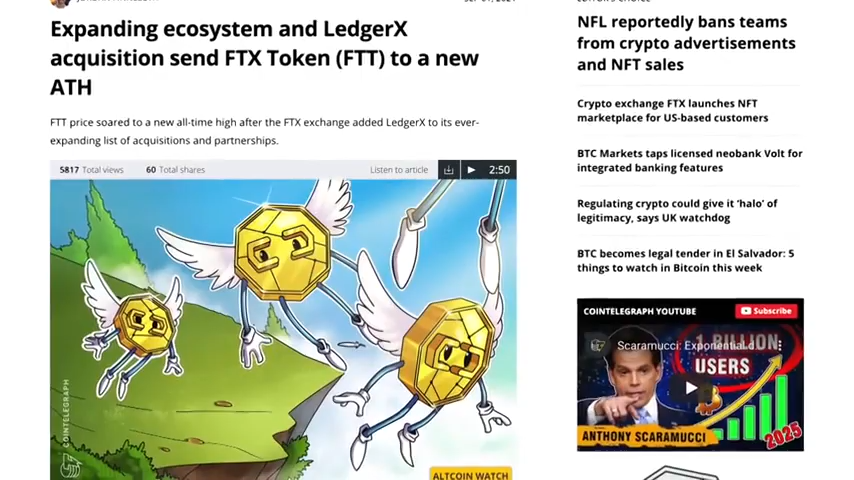 Expanding ecosystem and LedgerX
acquisition send FTX Token (FTT) to a new
ATH
FTT price soared to a new all-time high after the FTX exchange added LedgerX to its ever-
expanding list of acquisitions and partnerships.
5817 Total views 60 Total shares Listen to article 2:50
COINTELEGRAPH
ALTCOIN WATCH
NFL reportedly bans teams
from crypto advertisements
and NFT sales
Crypto exchange FTX launches NFT
marketplace for US-based customers
BTC Markets taps licensed neobank Volt for
integrated banking features
Regulating crypto could give it ‘halo’ of
legitimacy, says UK watchdog
BTC becomes legal tender in El Salvador: 5
things to watch in Bitcoin this week
COINTELEGRAPH YOUTUBE Subscribe
Scaramucci: Exponential
1 BILLION
USERS
ANTHONY SCARAMUCCI
2025